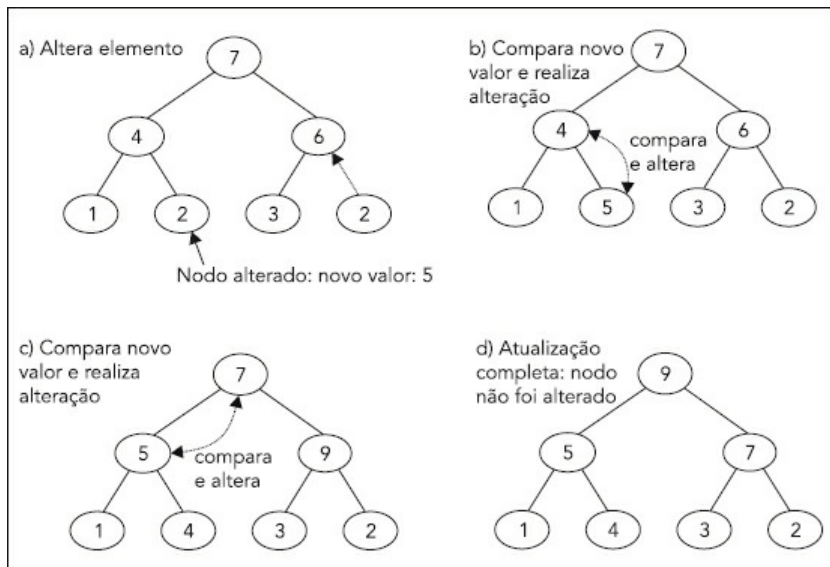 a) Altera elemento
7
4
6
1
2
3
2
Nodo alterado: novo valor: 5
b) Compara novo
valor e realiza
alteração
7
4
6
compara
e altera
1
5
3
2
c) Compara novo
valor e realiza
alteração
7
5
9
compara
e altera
1
4
3
2
d) Atualização
completa: nodo
não foi alterado
9
5
7
1
4
3
2